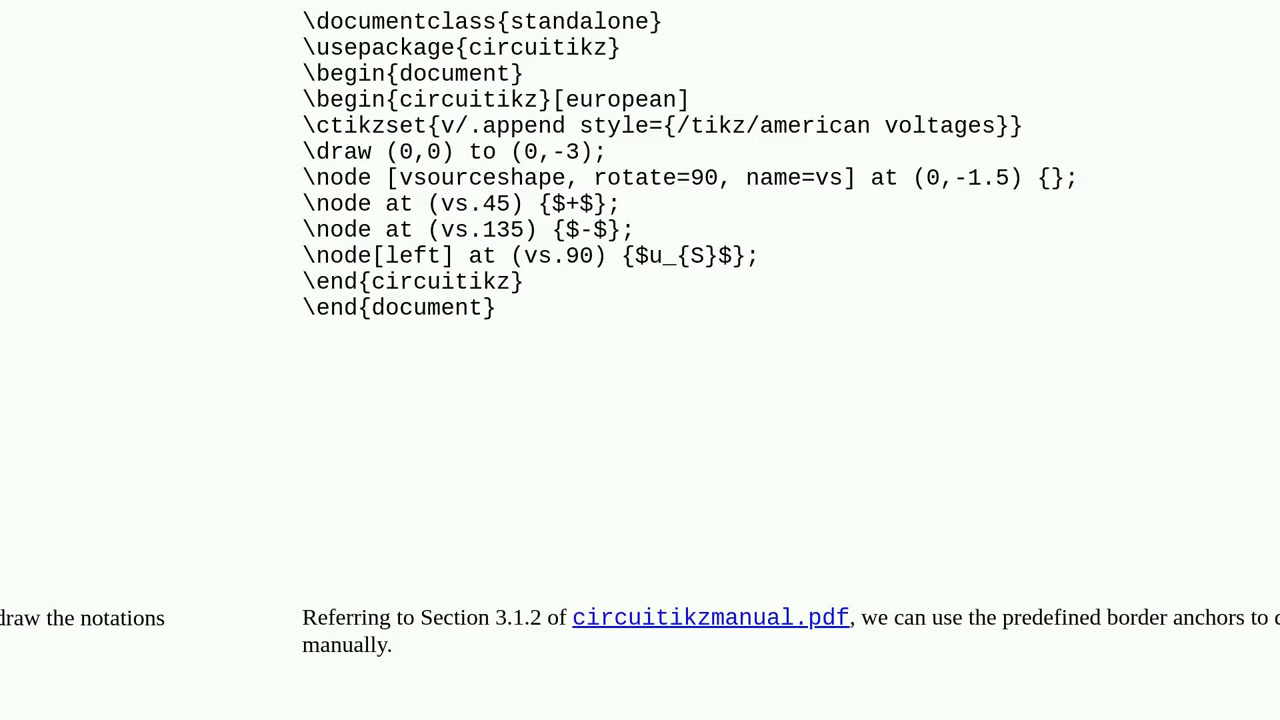 \documentclass{standalone}
\usepackage{circuitikz}
\begin{document}
\begin{circuitikz}[european]
\ctikzset{v/.append style={/tikz/american voltages}}
\draw (0,0) to (0,-3);
\node [vsourceshape, rotate=90, name=vs] at (0,-1.5) {};
\node at (vs.45) {$+$};
\node at (vs.135) {$-$};
\node[left] at (vs.90) {$u_{S}$};
\end{circuitikz}
\end{document}
draw the notations
Referring to Section 3.1.2 of circuitikzmanual.pdf, we can use the predefined border anchors to
manually.